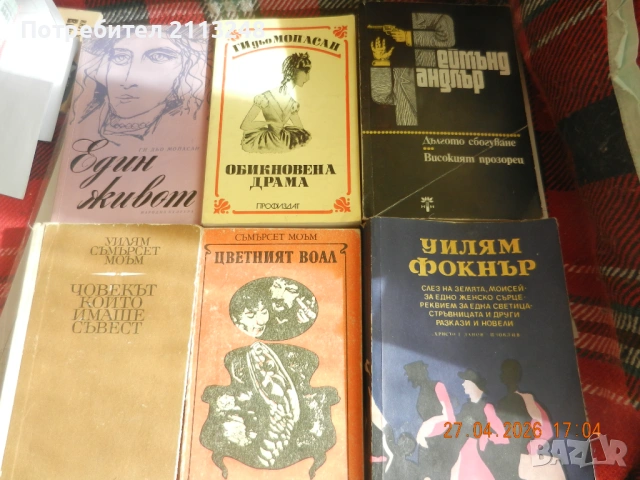 Потребител 2113248
ГИ ДЬО МОПАСАН
Един
живот
ГИ дьо МОПАСАН
ОБИКНОВЕНА
ДРАМА
ПРОФИЗДАТ
Реймънд
Чандлър
Дългото сбогуване
Високият прозорец
УИЛЯМ
СЪМЪРСЕТ
МОЪМ
ЧОВЕКЪТ
КОЙТО
ИМАШЕ
СЪВЕСТ
СЪМЪРСЕТ МОЪМ
ЦВЕТНИЯТ ВОАЛ
УИЛЯМ
ФОКНЪР
СЛЕЗ НА ЗЕМЯТА, МОИСЕЙ-
ЗА ЕДНО ЖЕНСКО СЪРЦЕ-
РЕКВИЕМ ЗА ЕДНА СВЕТИЦА-
СТРЪВНИЦАТА И ДРУГИ
РАЗКАЗИ И НОВЕЛИ
27.04.2026 17:04
BAZAR